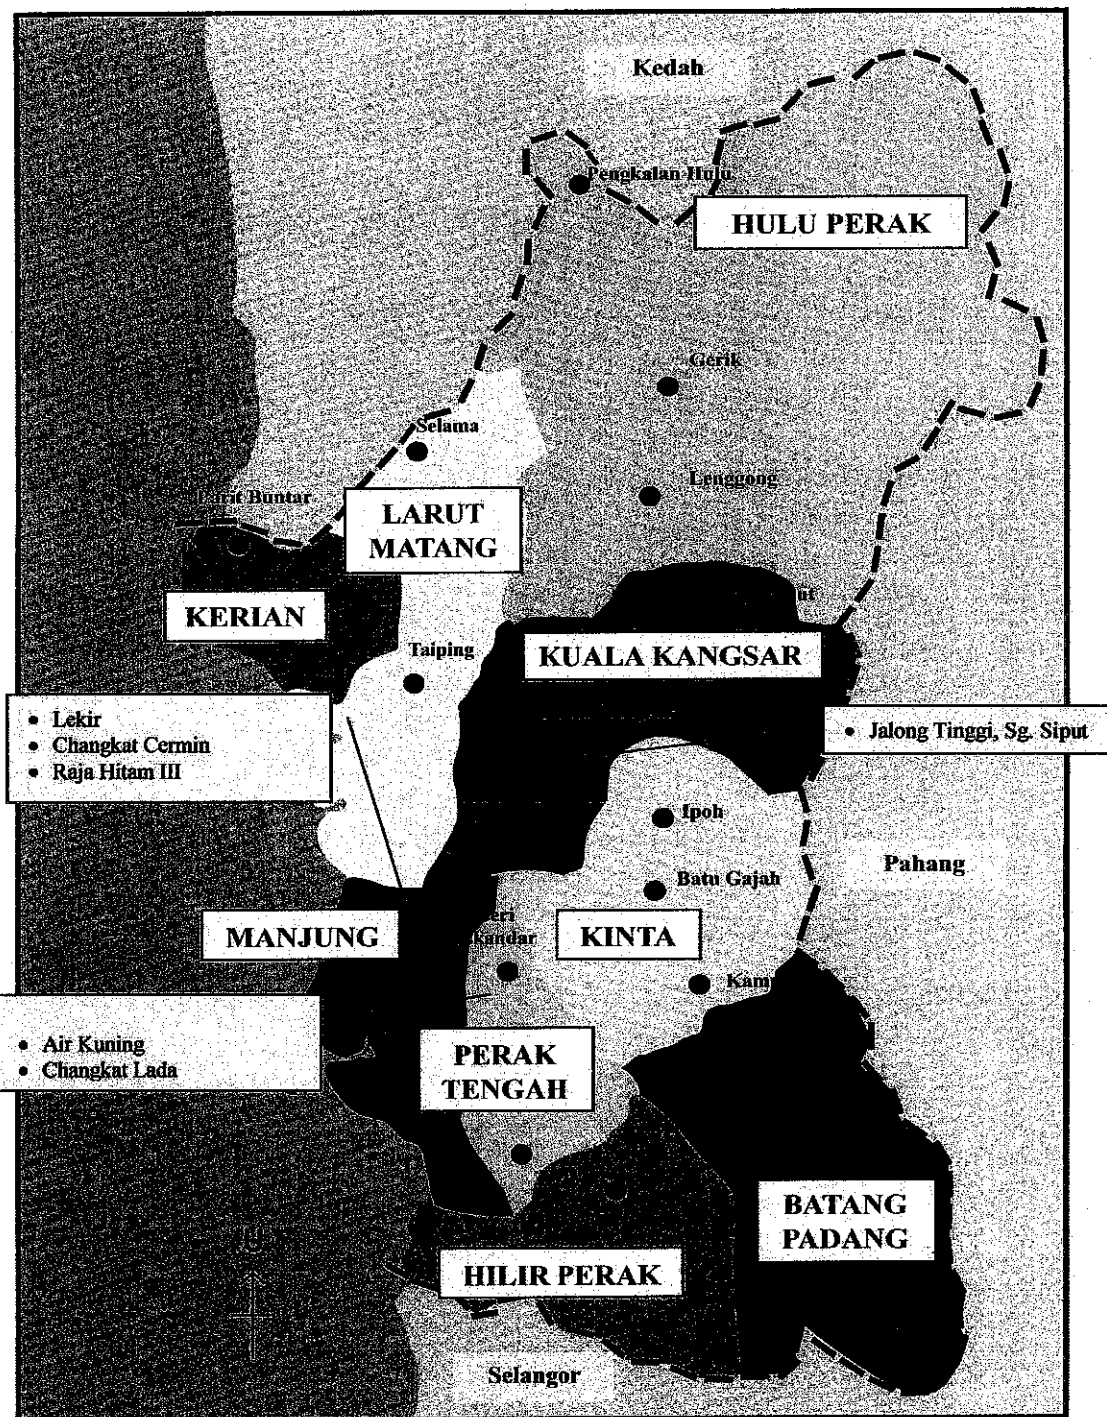 Kedah
Pengkalan Hulu
HULU PERAK
Gerik
Selama
Lenggong
Buntar
LARUT
MATANG
KERIAN
KUALA KANGSAR
Taiping
• Lekir
• Changkat Cermin
• Raja Hitam III
• Jalong Tinggi, Sg. Siput
Ipoh
Pahang
Batu Gajah
MANJUNG
KINTA
• Air Kuning
• Changkat Lada
PERAK
TENGAH
BATANG
PADANG
U
HILIR PERAK
Selangor